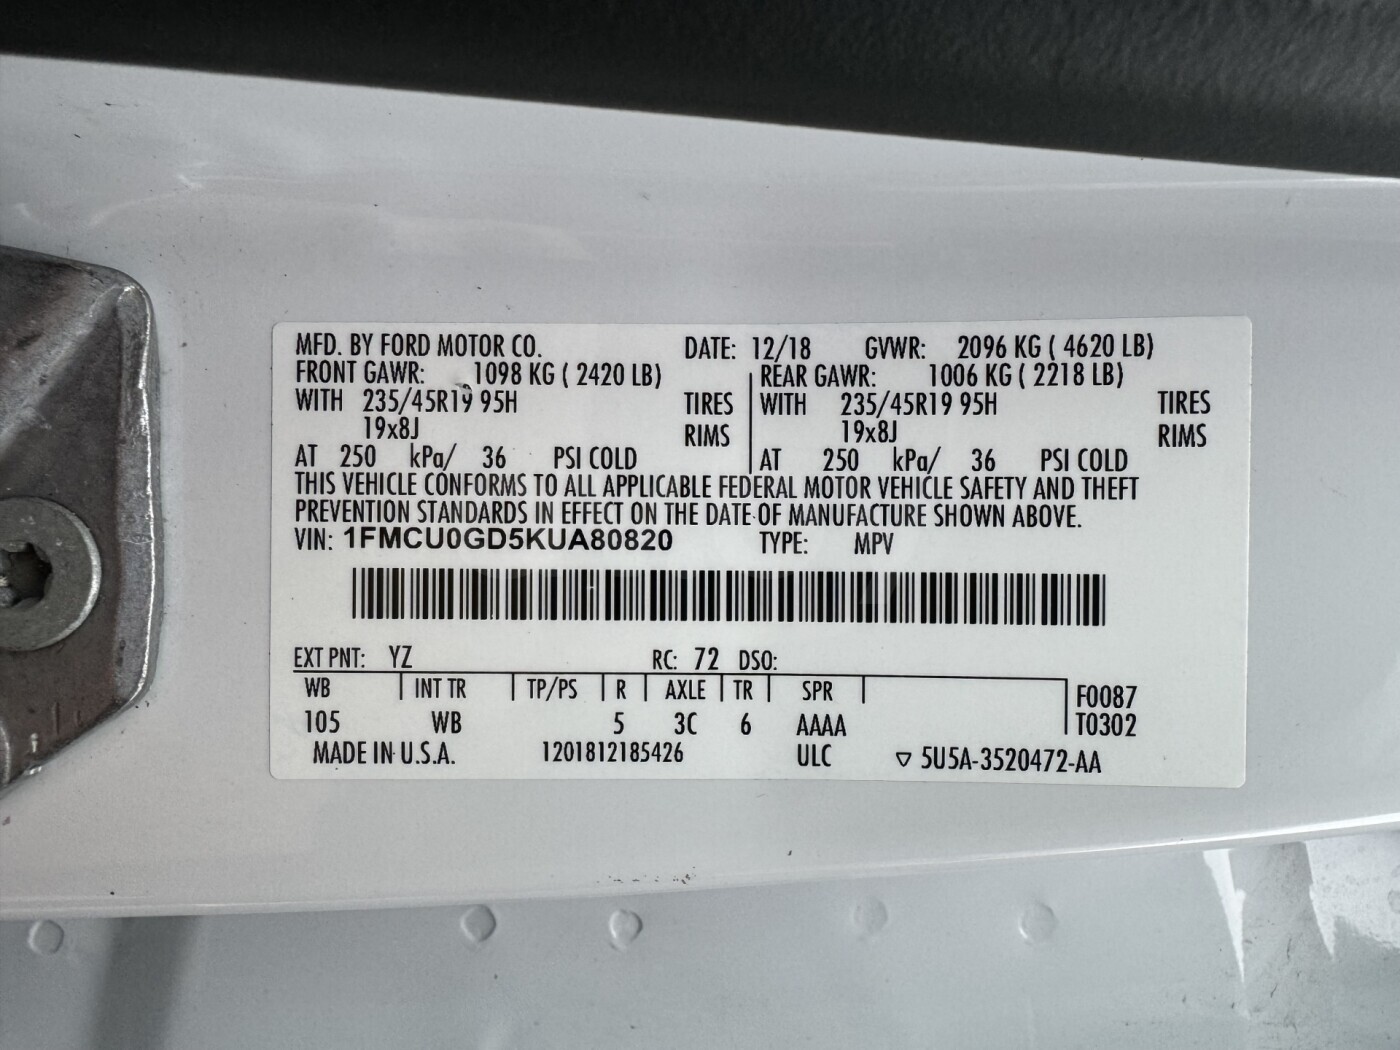 MFD. BY FORD MOTOR CO. DATE: 12/18 GVWR: 2096 KG ( 4620 LB)
FRONT GAWR: 1098 KG ( 2420 LB) REAR GAWR: 1006 KG ( 2218 LB)
WITH 235/45R19 95H TIRES WITH 235/45R19 95H TIRES
19x8J RIMS 19x8J RIMS
AT 250 kPa/ 36 PSI COLD AT 250 kPa/ 36 PSI COLD
THIS VEHICLE CONFORMS TO ALL APPLICABLE FEDERAL MOTOR VEHICLE SAFETY AND THEFT
PREVENTION STANDARDS IN EFFECT ON THE DATE OF MANUFACTURE SHOWN ABOVE.
VIN: 1FMCU0GD5KUA80820 TYPE: MPV
EXT PNT: YZ RC: 72 DSO:
WB INT TR TP/PS R AXLE TR SPR F0087
105 WB 5 3C 6 AAAA T0302
MADE IN U.S.A. 1201812185426 ULC ▽ 5U5A-3520472-AA